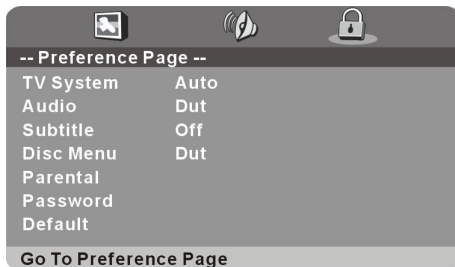 -- Preference Page --
TV System Auto
Audio Dut
Subtitle Off
Disc Menu Dut
Parental
Password
Default
Go To Preference Page